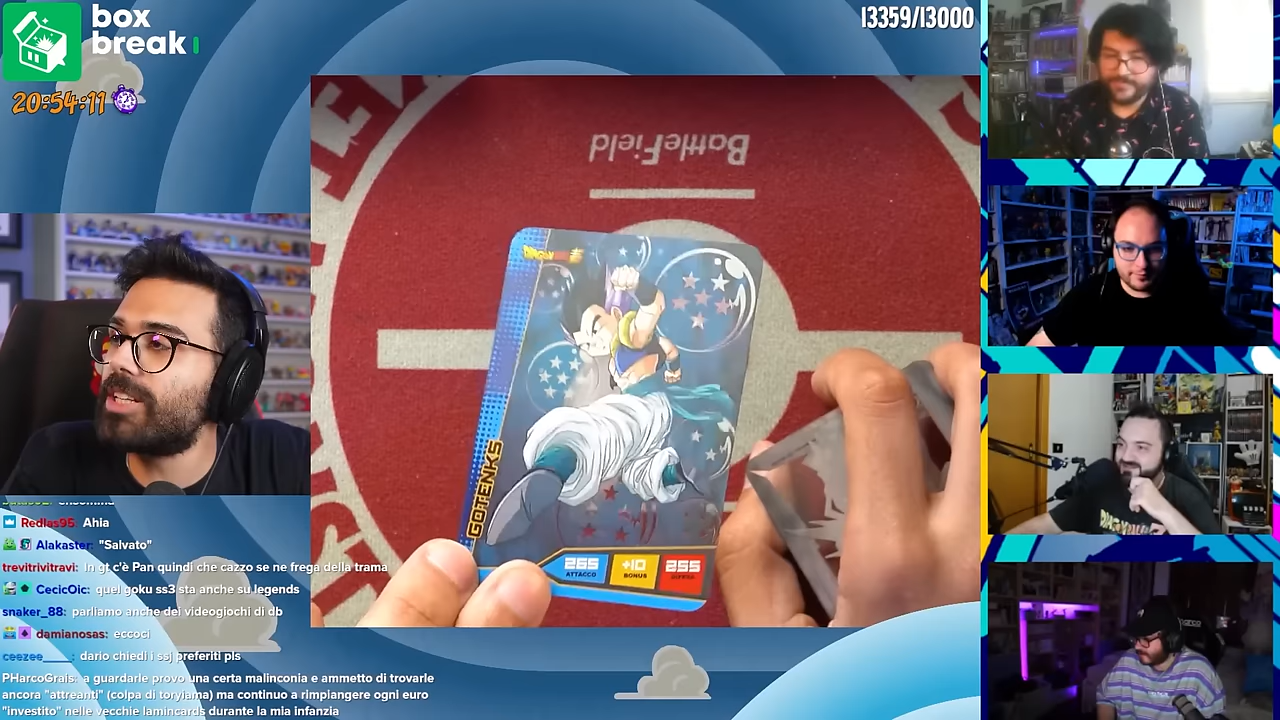 box
break
13359/13000
20:54:11
BattleField
GOTENKS
265
ATTACCO
+10
BONUS
255
Redlas95: Ahia
Alakaster: "Salvato"
trevitrivitravi: In gt c'è Pan quindi che cazzo se ne frega della trama
CecicOic: quel goku ss3 sta anche su legends
snaker_88: parliamo anche dei videogiochi di db
damianosas: eccoci
ceezee____: dario chiedi i ssj preferiti pls
PHarcoGrais: a guardarle provo una certa malinconia e ammetto di trovarle
ancora "attreanti" (colpa di toryiama) ma continuo a rimpiangere ogni euro
"investito" nelle vecchie lamincards durante la mia infanzia